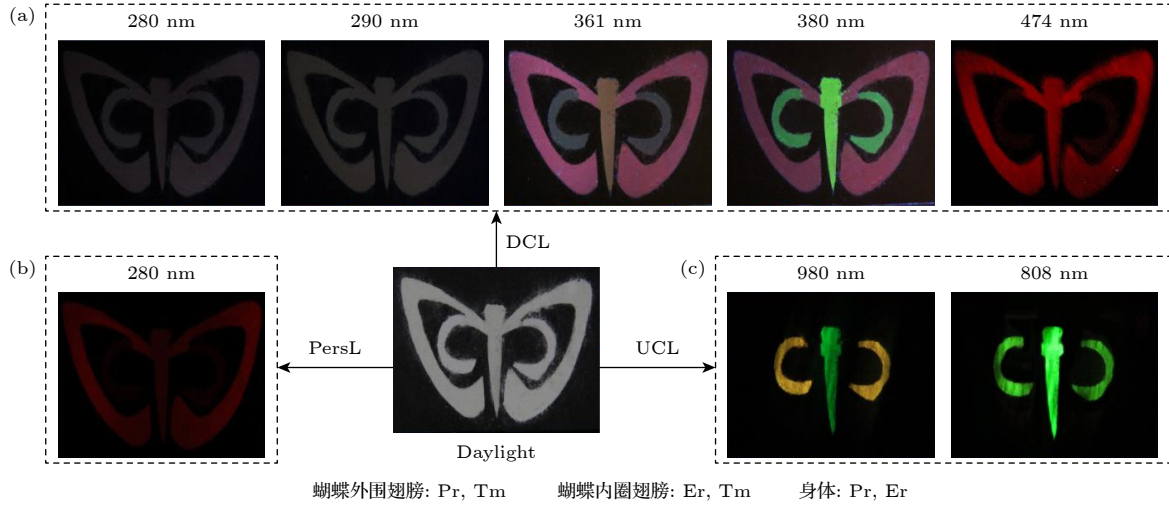 (a)
280 nm 290 nm 361 nm 380 nm 474 nm
DCL
(b)
280 nm
PersL
Daylight
UCL
(c)
980 nm 808 nm
蝴蝶外围翅膀: Pr, Tm 蝴蝶内圈翅膀: Er, Tm 身体: Pr, Er